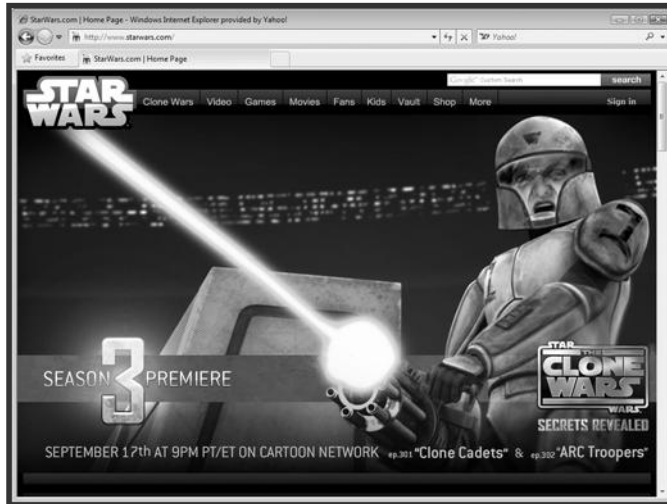 StarWars.com | Home Page - Windows Internet Explorer provided by Yahoo!
http://www.starwars.com/
Yahoo!
Favorites
StarWars.com | Home Page
Google™ Custom Search
search
STAR WARS
Clone Wars Video Games Movies Fans Kids Vault Shop More
Sign in
SEASON 3 PREMIERE
STAR
THE
CLONE
WARS
WARS
SECRETS REVEALED
SEPTEMBER 17th AT 9PM PT/ET ON CARTOON NETWORK ep.301 "Clone Cadets" & ep.302 "ARC Troopers"